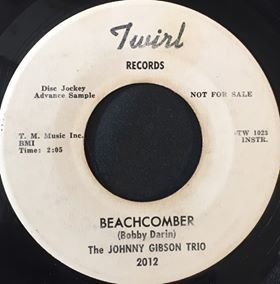 Twirl
RECORDS
Disc Jockey
Advance Sample
NOT FOR SALE
T. M. Music Inc.
BMI
Time: 2:05
TW 1023
INSTR.
BEACHCOMBER
(Bobby Darin)
The JOHNNY GIBSON TRIO
2012